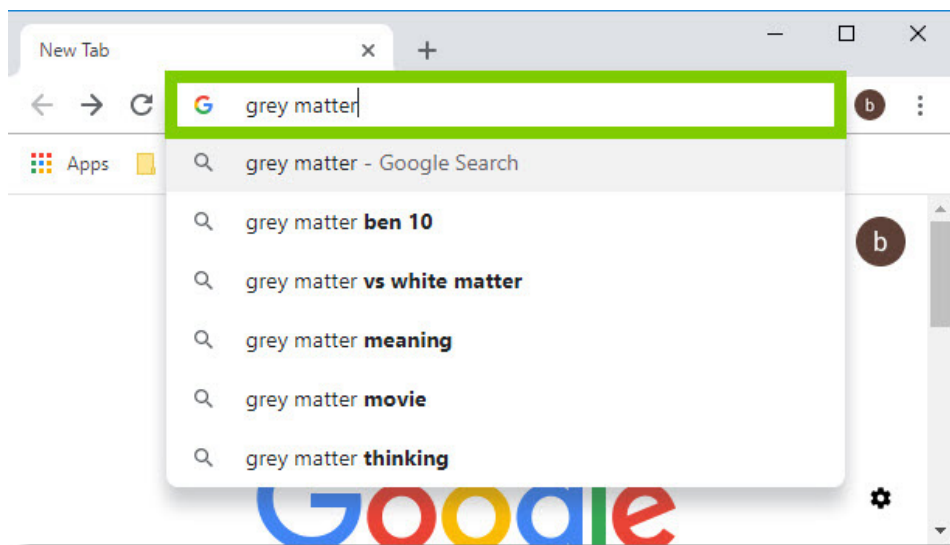 New Tab
grey matter
b
Apps
grey matter - Google Search
grey matter ben 10
b
grey matter vs white matter
grey matter meaning
grey matter movie
grey matter thinking
Google